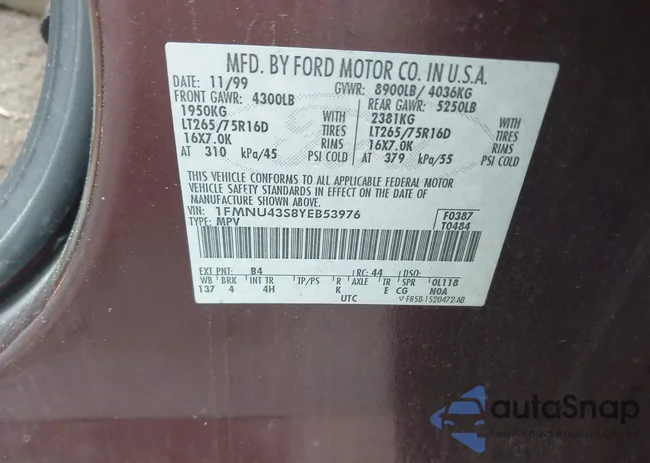 MFD. BY FORD MOTOR CO. IN U.S.A.
DATE: 11/99 GVWR: 8900LB/ 4036KG
FRONT GAWR: 4300LB REAR GAWR: 5250LB
1950KG WITH 2381KG WITH
LT265/75R16D TIRES LT265/75R16D TIRES
16X7.0K RIMS 16X7.0K RIMS
AT 310 kPa/45 PSI COLD AT 379 kPa/55 PSI COLD
THIS VEHICLE CONFORMS TO ALL APPLICABLE FEDERAL MOTOR
VEHICLE SAFETY STANDARDS IN EFFECT ON THE DATE OF
MANUFACTURE SHOWN ABOVE.
VIN: 1FMNU43S8YEB53976 F0387
TYPE: MPV T0484
EXT PNT: B4 RC: 44 DSO:
WB BRK INT TR TP/PS R AXLE TR SPR OL118
137 4 4H K E CG N0A
UTC F85B-1520472-AB
autaSnap